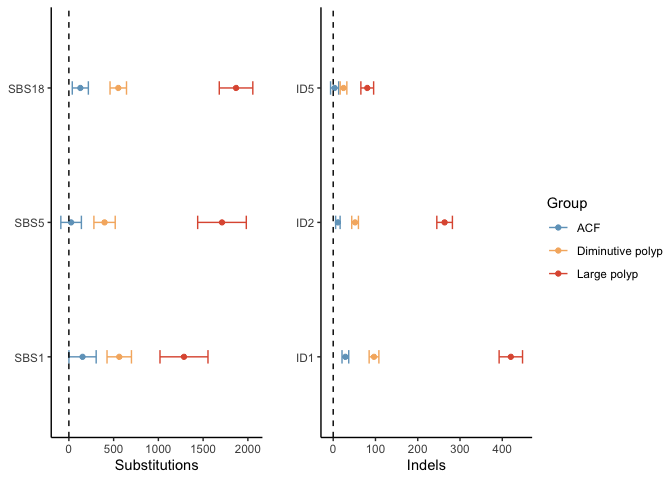 SBS18
SBS5
SBS1
0 500 1000 1500 2000
Substitutions
ID5
ID2
ID1
0 100 200 300 400
Indels
Group
ACF
Diminutive polyp
Large polyp